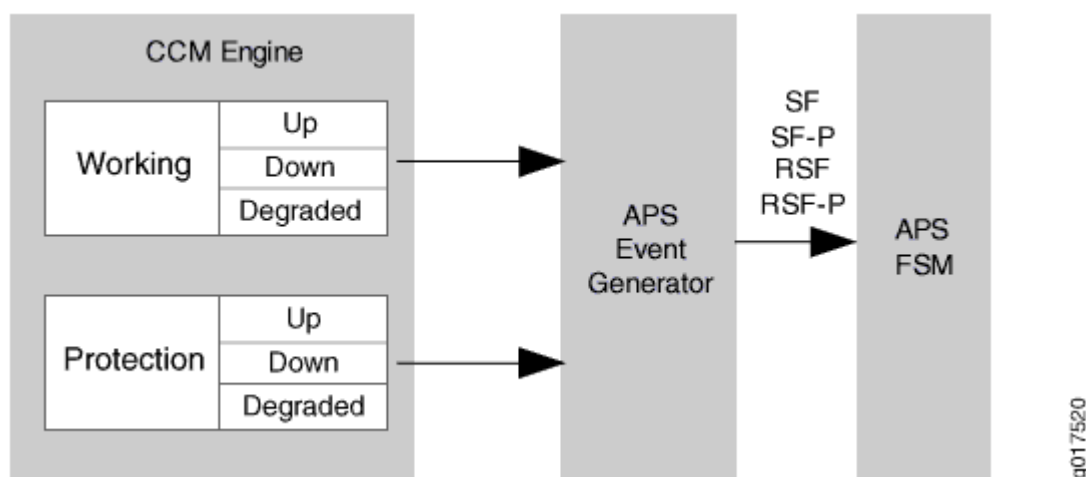 CCM Engine
Working
Up
Down
Degraded
Protection
Up
Down
Degraded
APS
Event
Generator
SF
SF-P
RSF
RSF-P
APS
FSM
g017520